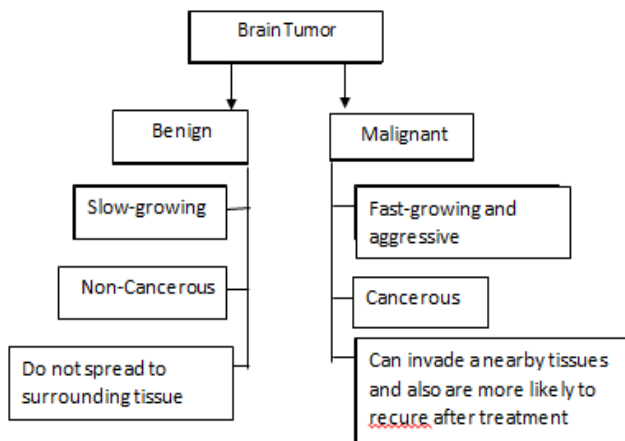 Brain Tumor
Benign
Malignant
Slow-growing
Fast-growing and
aggressive
Non-Cancerous
Cancerous
Do not spread to
surrounding tissue
Can invade a nearby tissues
and also are more likely to
recure after treatment